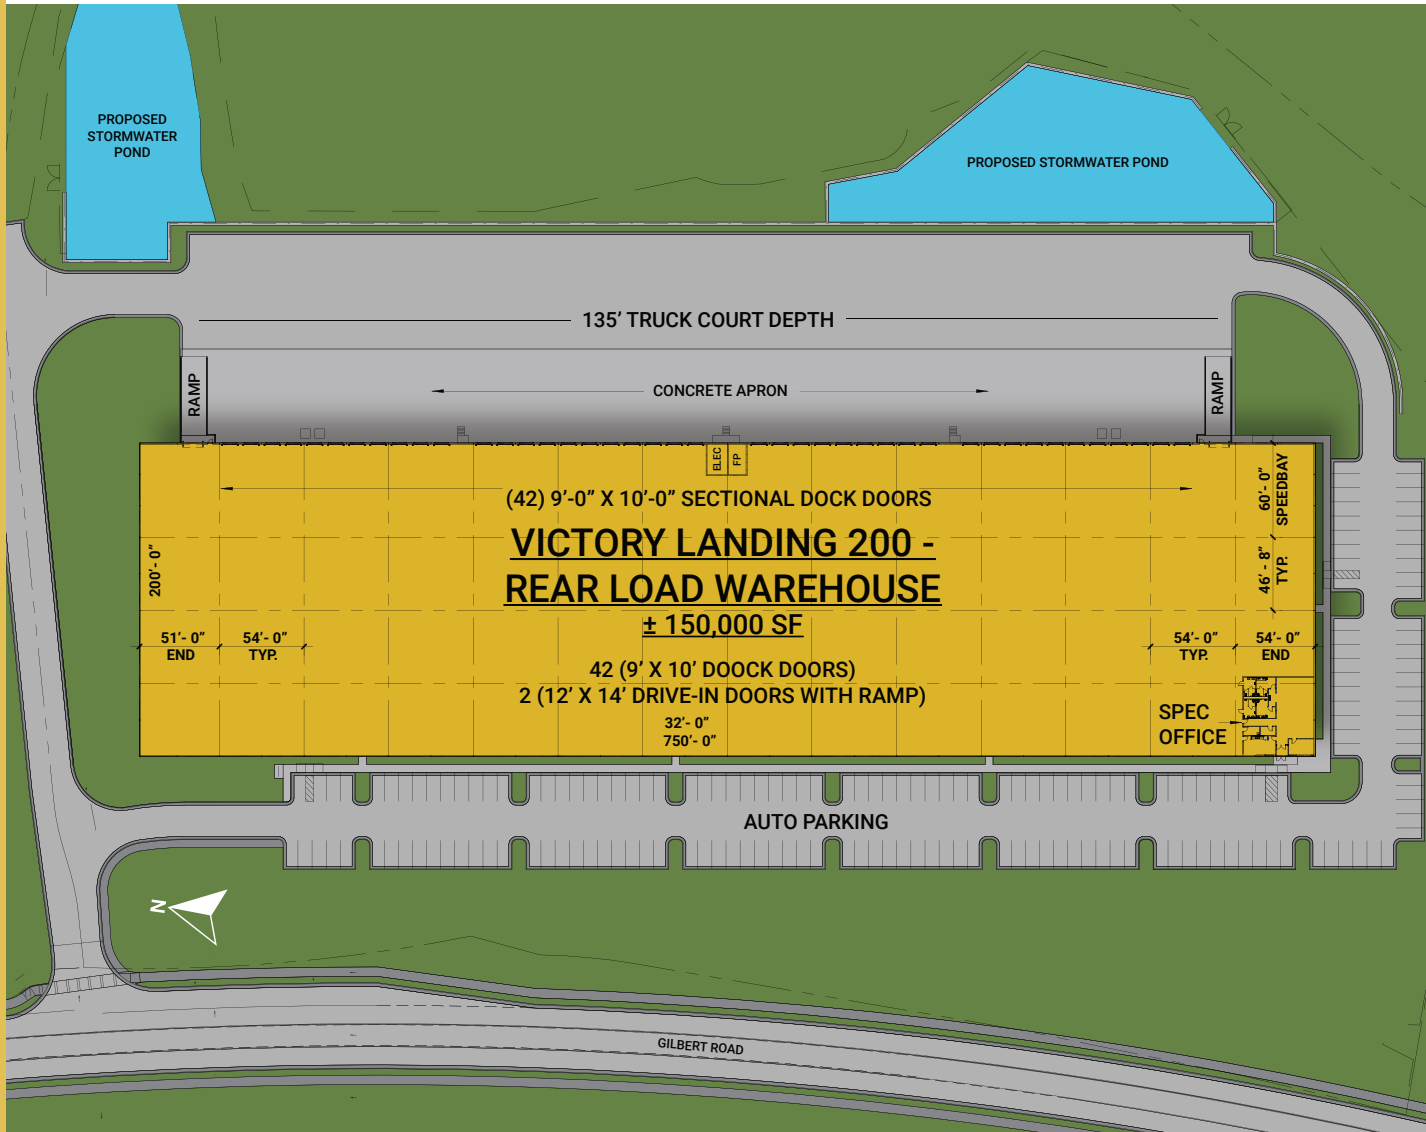 PROPOSED
STORMWATER
POND
PROPOSED STORMWATER POND
135’ TRUCK COURT DEPTH
RAMP
CONCRETE APRON
RAMP
ELEC
FP
(42) 9’-0” X 10’-0” SECTIONAL DOCK DOORS
60’- 0”
SPEEDBAY
VICTORY LANDING 200 -
REAR LOAD WAREHOUSE
± 150,000 SF
200’- 0”
46’ - 8”
TYP.
51’- 0”
END
54’- 0”
TYP.
54’- 0”
TYP.
54’- 0”
END
42 (9’ X 10’ DOOCK DOORS)
2 (12’ X 14’ DRIVE-IN DOORS WITH RAMP)
32’- 0”
750’- 0”
SPEC
OFFICE
AUTO PARKING
N
GILBERT ROAD